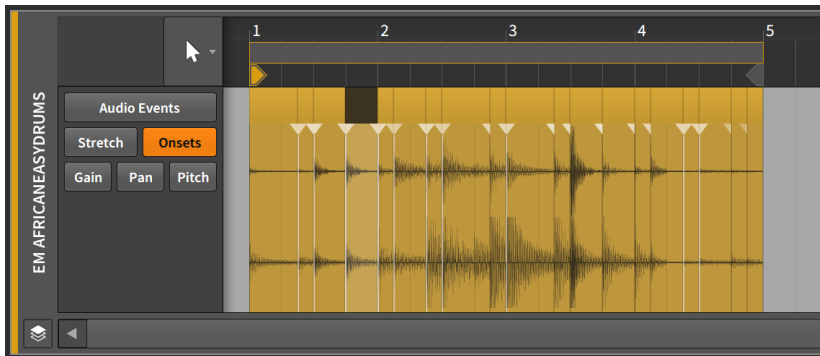 1 2 3 4 5
EM AFRICANEASYDRUMS
Audio Events
Stretch Onsets
Gain Pan Pitch